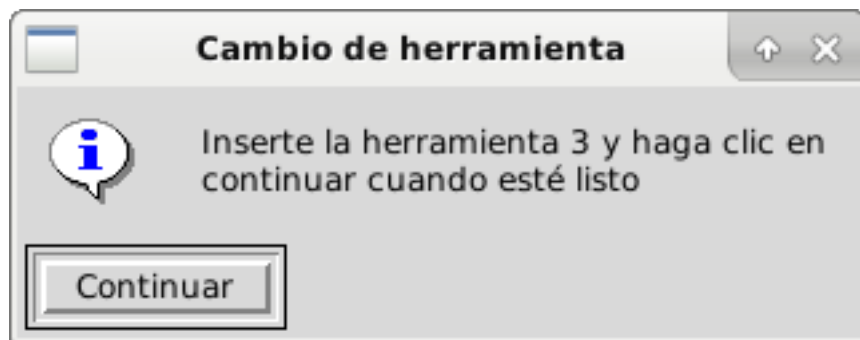 Cambio de herramienta
Inserte la herramienta 3 y haga clic en
continuar cuando esté listo
Continuar